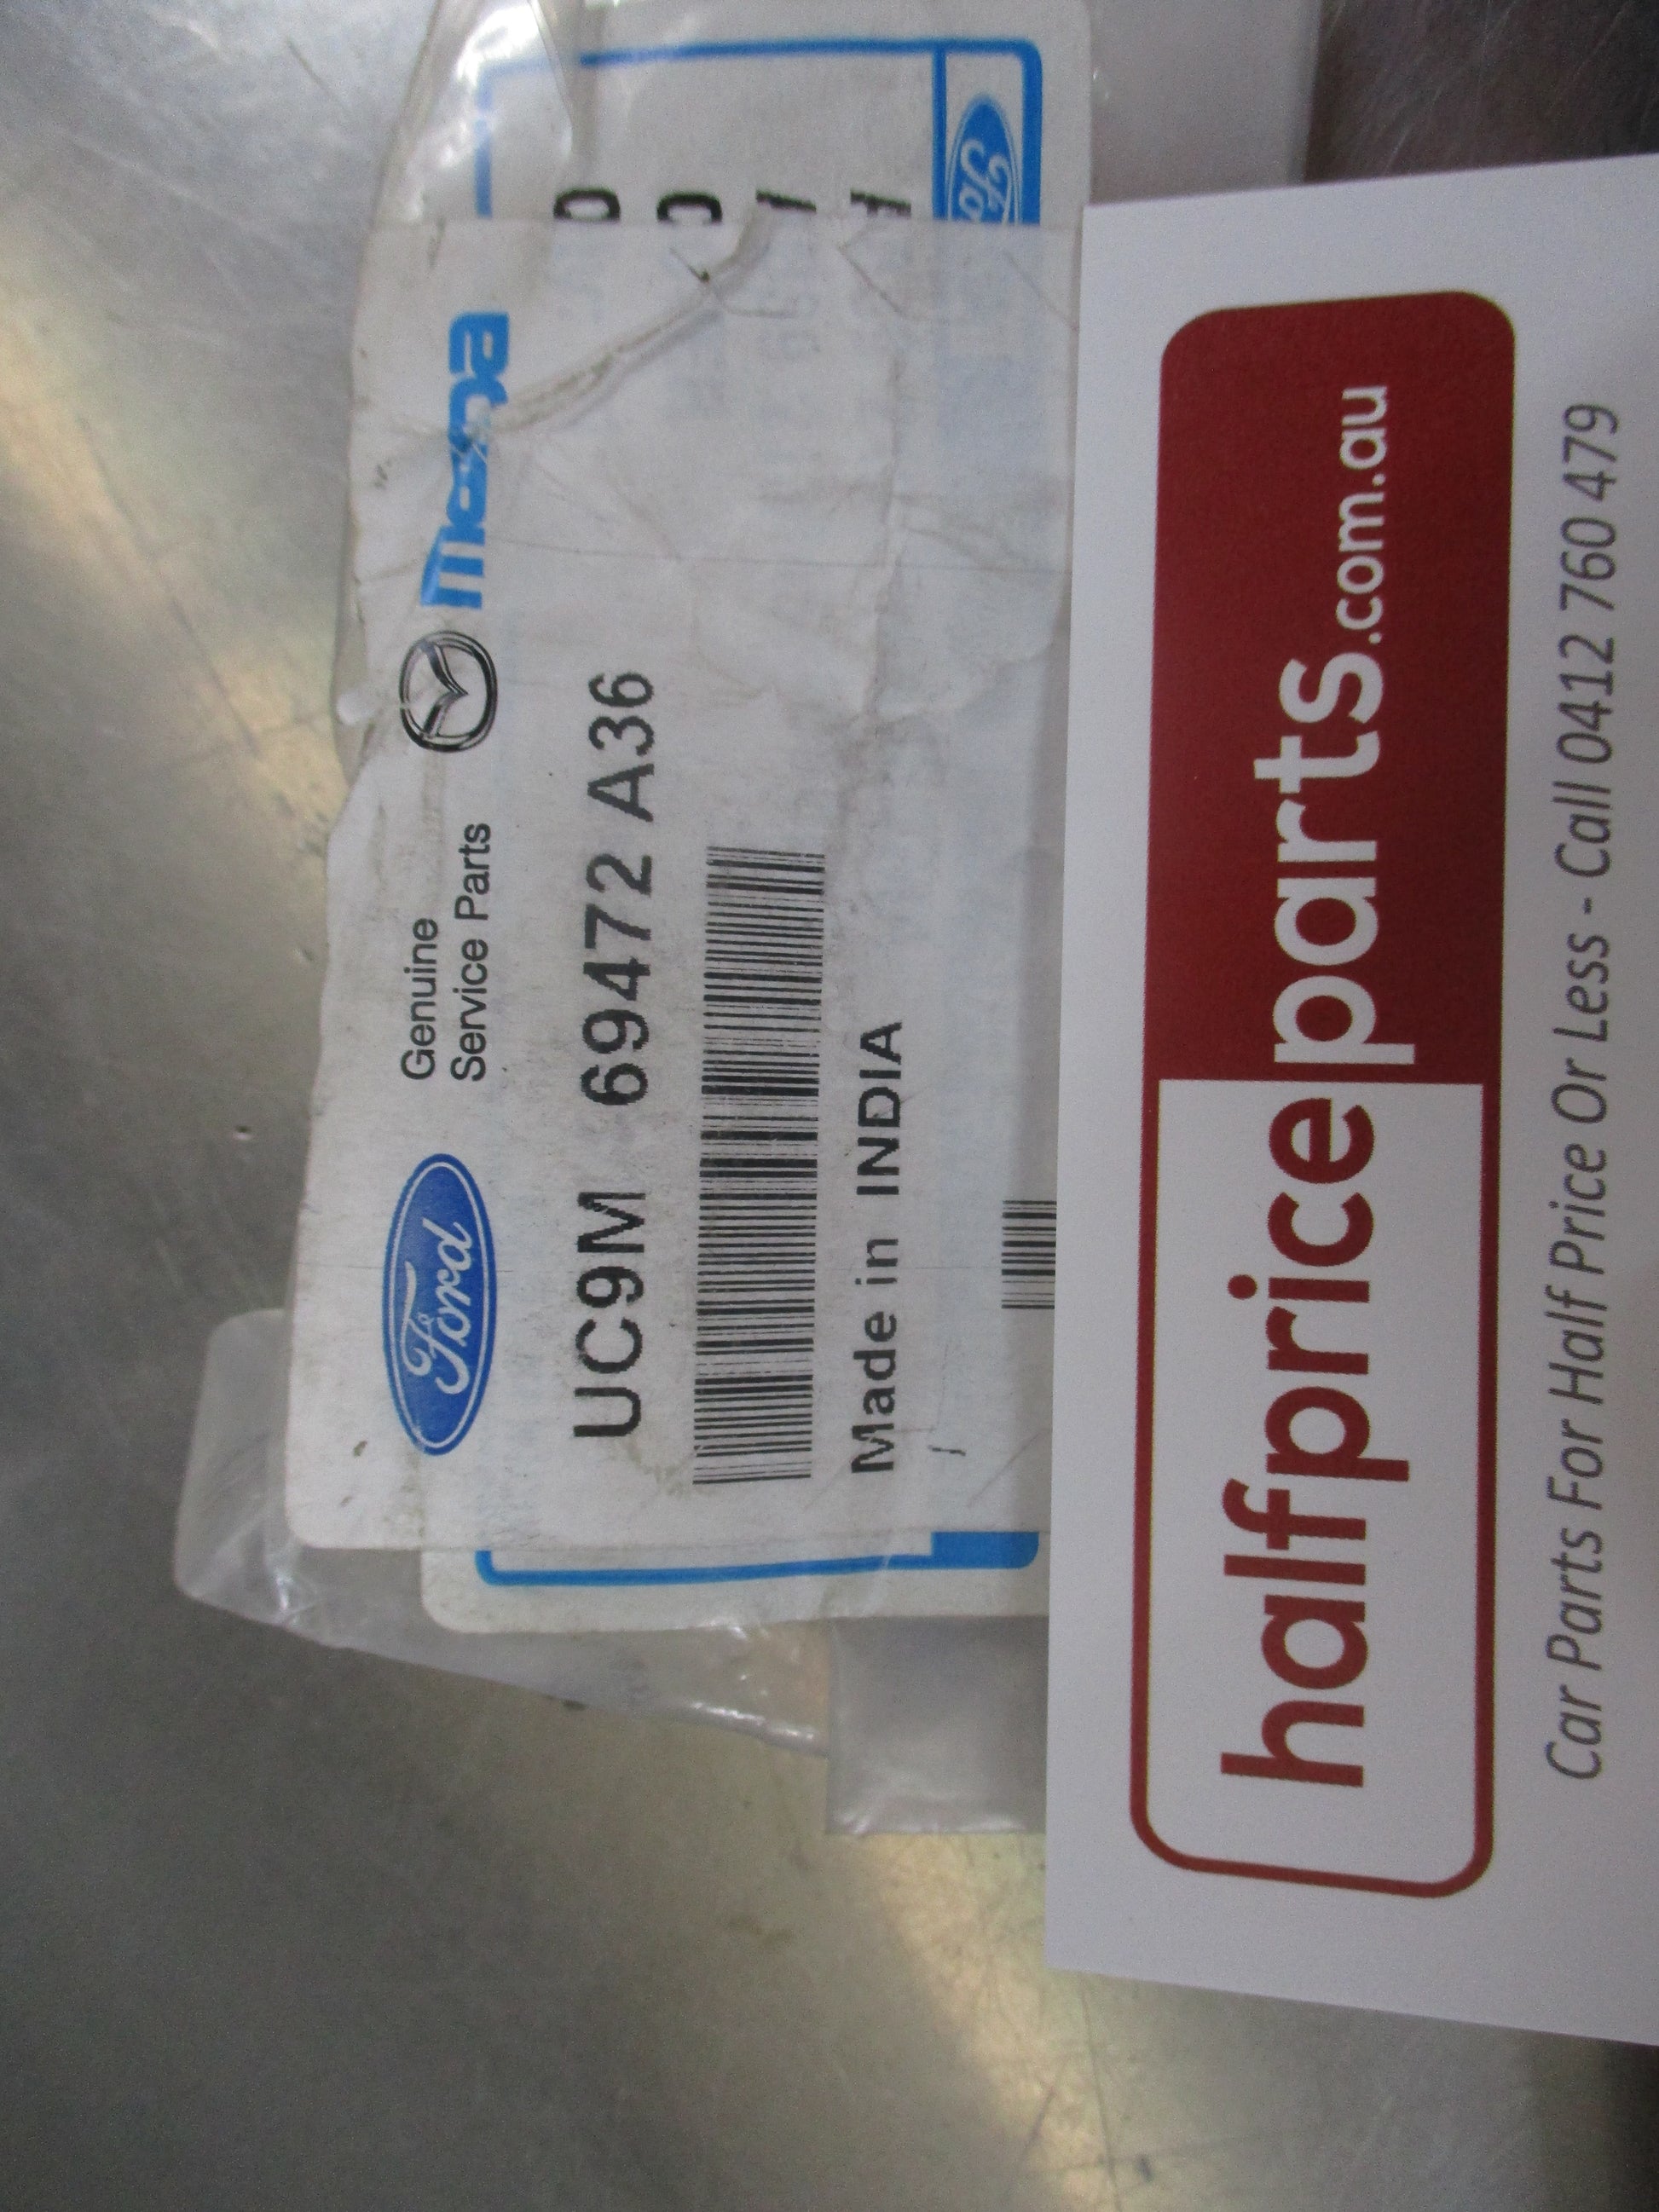 Ford
Genuine
Service Parts
mazda
UC9M 69472 A36
Made in INDIA
halfpriceparts.com.au
Car Parts For Half Price Or Less - Call 0412 760 479